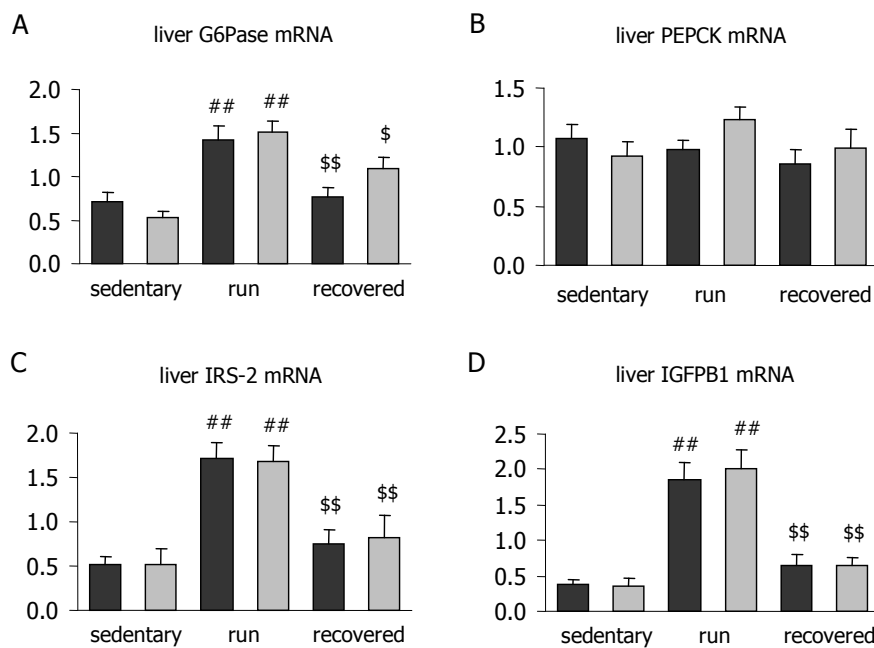 A
liver G6Pase mRNA
2.0
1.5
1.0
0.5
0.0
##
##
$$
$
sedentary run recovered
B
liver PEPCK mRNA
1.5
1.0
0.5
0.0
sedentary run recovered
C
liver IRS-2 mRNA
2.0
1.5
1.0
0.5
0.0
##
##
$$
$$
sedentary run recovered
D
liver IGFPB1 mRNA
2.5
2.0
1.5
1.0
0.5
0.0
##
##
$$
$$
sedentary run recovered